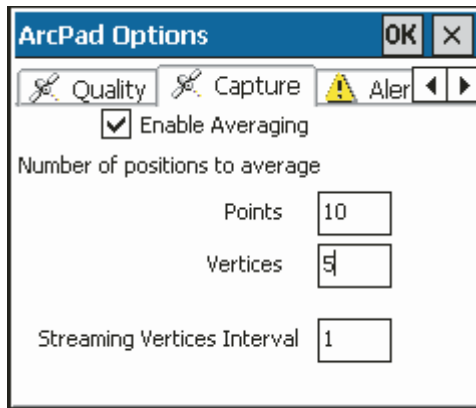 ArcPad Options OK
Quality Capture Aler
Enable Averaging
Number of positions to average
Points 10
Vertices 5
Streaming Vertices Interval 1